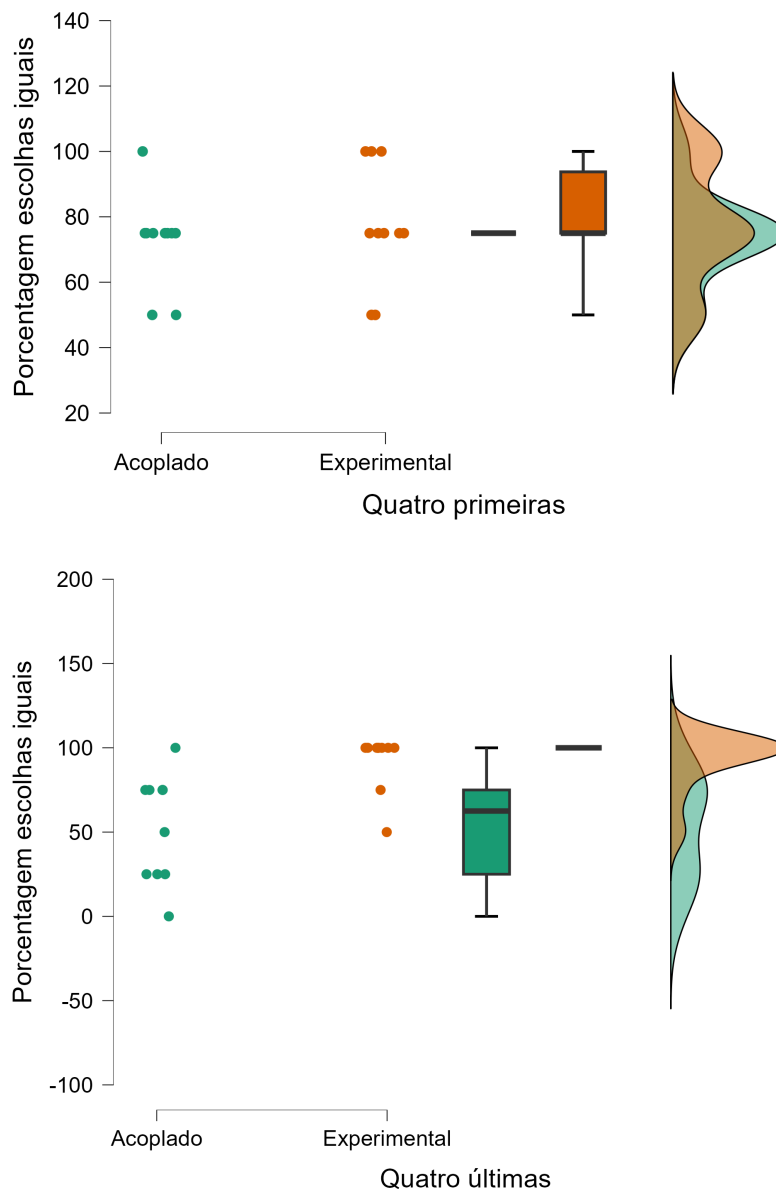 Porcentagem escolhas iguais
140
120
100
80
60
40
20
Acoplado Experimental
Quatro primeiras
Porcentagem escolhas iguais
200
150
100
50
0
-50
-100
Acoplado Experimental
Quatro últimas